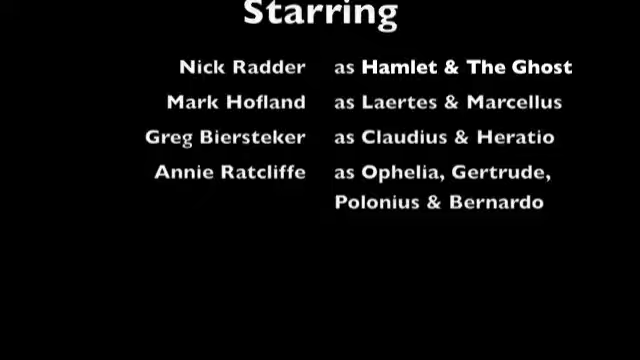 Starring
Nick Radder as Hamlet & The Ghost
Mark Hofland as Laertes & Marcellus
Greg Biersteker as Claudius & Heratio
Annie Ratcliffe as Ophelia, Gertrude,
Polonius & Bernardo